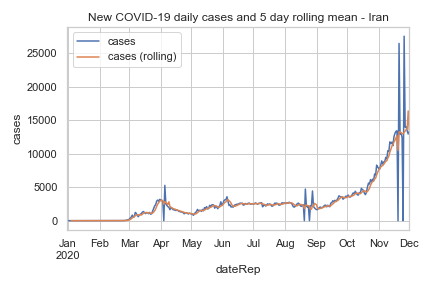 New COVID-19 daily cases and 5 day rolling mean - Iran
cases
cases (rolling)
25000
20000
15000
10000
5000
0
cases
Jan Feb Mar Apr May Jun Jul Aug Sep Oct Nov Dec
2020
dateRep